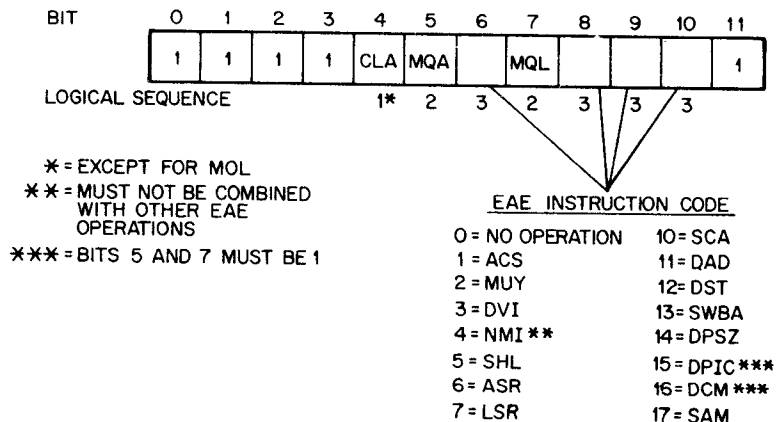 BIT 0 1 2 3 4 5 6 7 8 9 10 11
1 1 1 1 CLA MQA MQL 1
LOGICAL SEQUENCE 1* 2 3 2 3 3 3
* = EXCEPT FOR MOL
** = MUST NOT BE COMBINED
WITH OTHER EAE
OPERATIONS
*** = BITS 5 AND 7 MUST BE 1
EAE INSTRUCTION CODE
0 = NO OPERATION 10 = SCA
1 = ACS 11 = DAD
2 = MUY 12 = DST
3 = DVI 13 = SWBA
4 = NMI ** 14 = DPSZ
5 = SHL 15 = DPIC ***
6 = ASR 16 = DCM ***
7 = LSR 17 = SAM